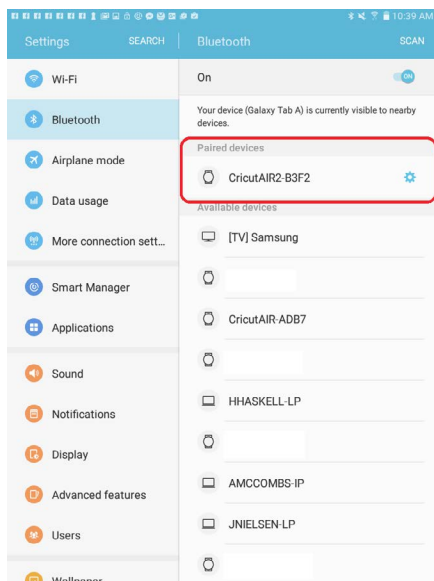 10:39 AM
Settings
SEARCH
Bluetooth
SCAN
Wi-Fi
Bluetooth
Airplane mode
Data usage
More connection sett...
Smart Manager
Applications
Sound
Notifications
Display
Advanced features
Users
Wallpaper
On
ON
Your device (Galaxy Tab A) is currently visible to nearby
devices.
Paired devices
CricutAIR2-B3F2
Available devices
[TV] Samsung
CricutAIR-ADB7
HHASKELL-LP
AMCCOMBS-IP
JNIELSEN-LP